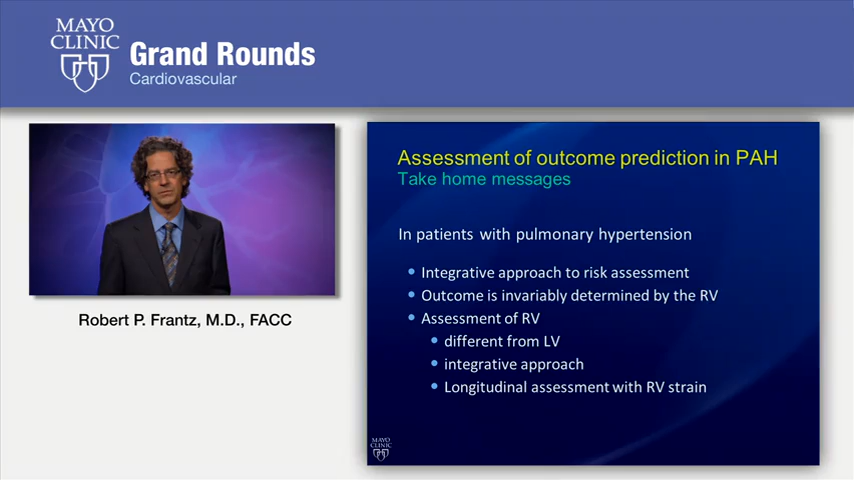 MAYO
CLINIC
Grand Rounds
Cardiovascular
Assessment of outcome prediction in PAH
Take home messages
In patients with pulmonary hypertension
• Integrative approach to risk assessment
• Outcome is invariably determined by the RV
• Assessment of RV
• different from LV
• integrative approach
• Longitudinal assessment with RV strain
MAYO
CLINIC
Robert P. Frantz, M.D., FACC